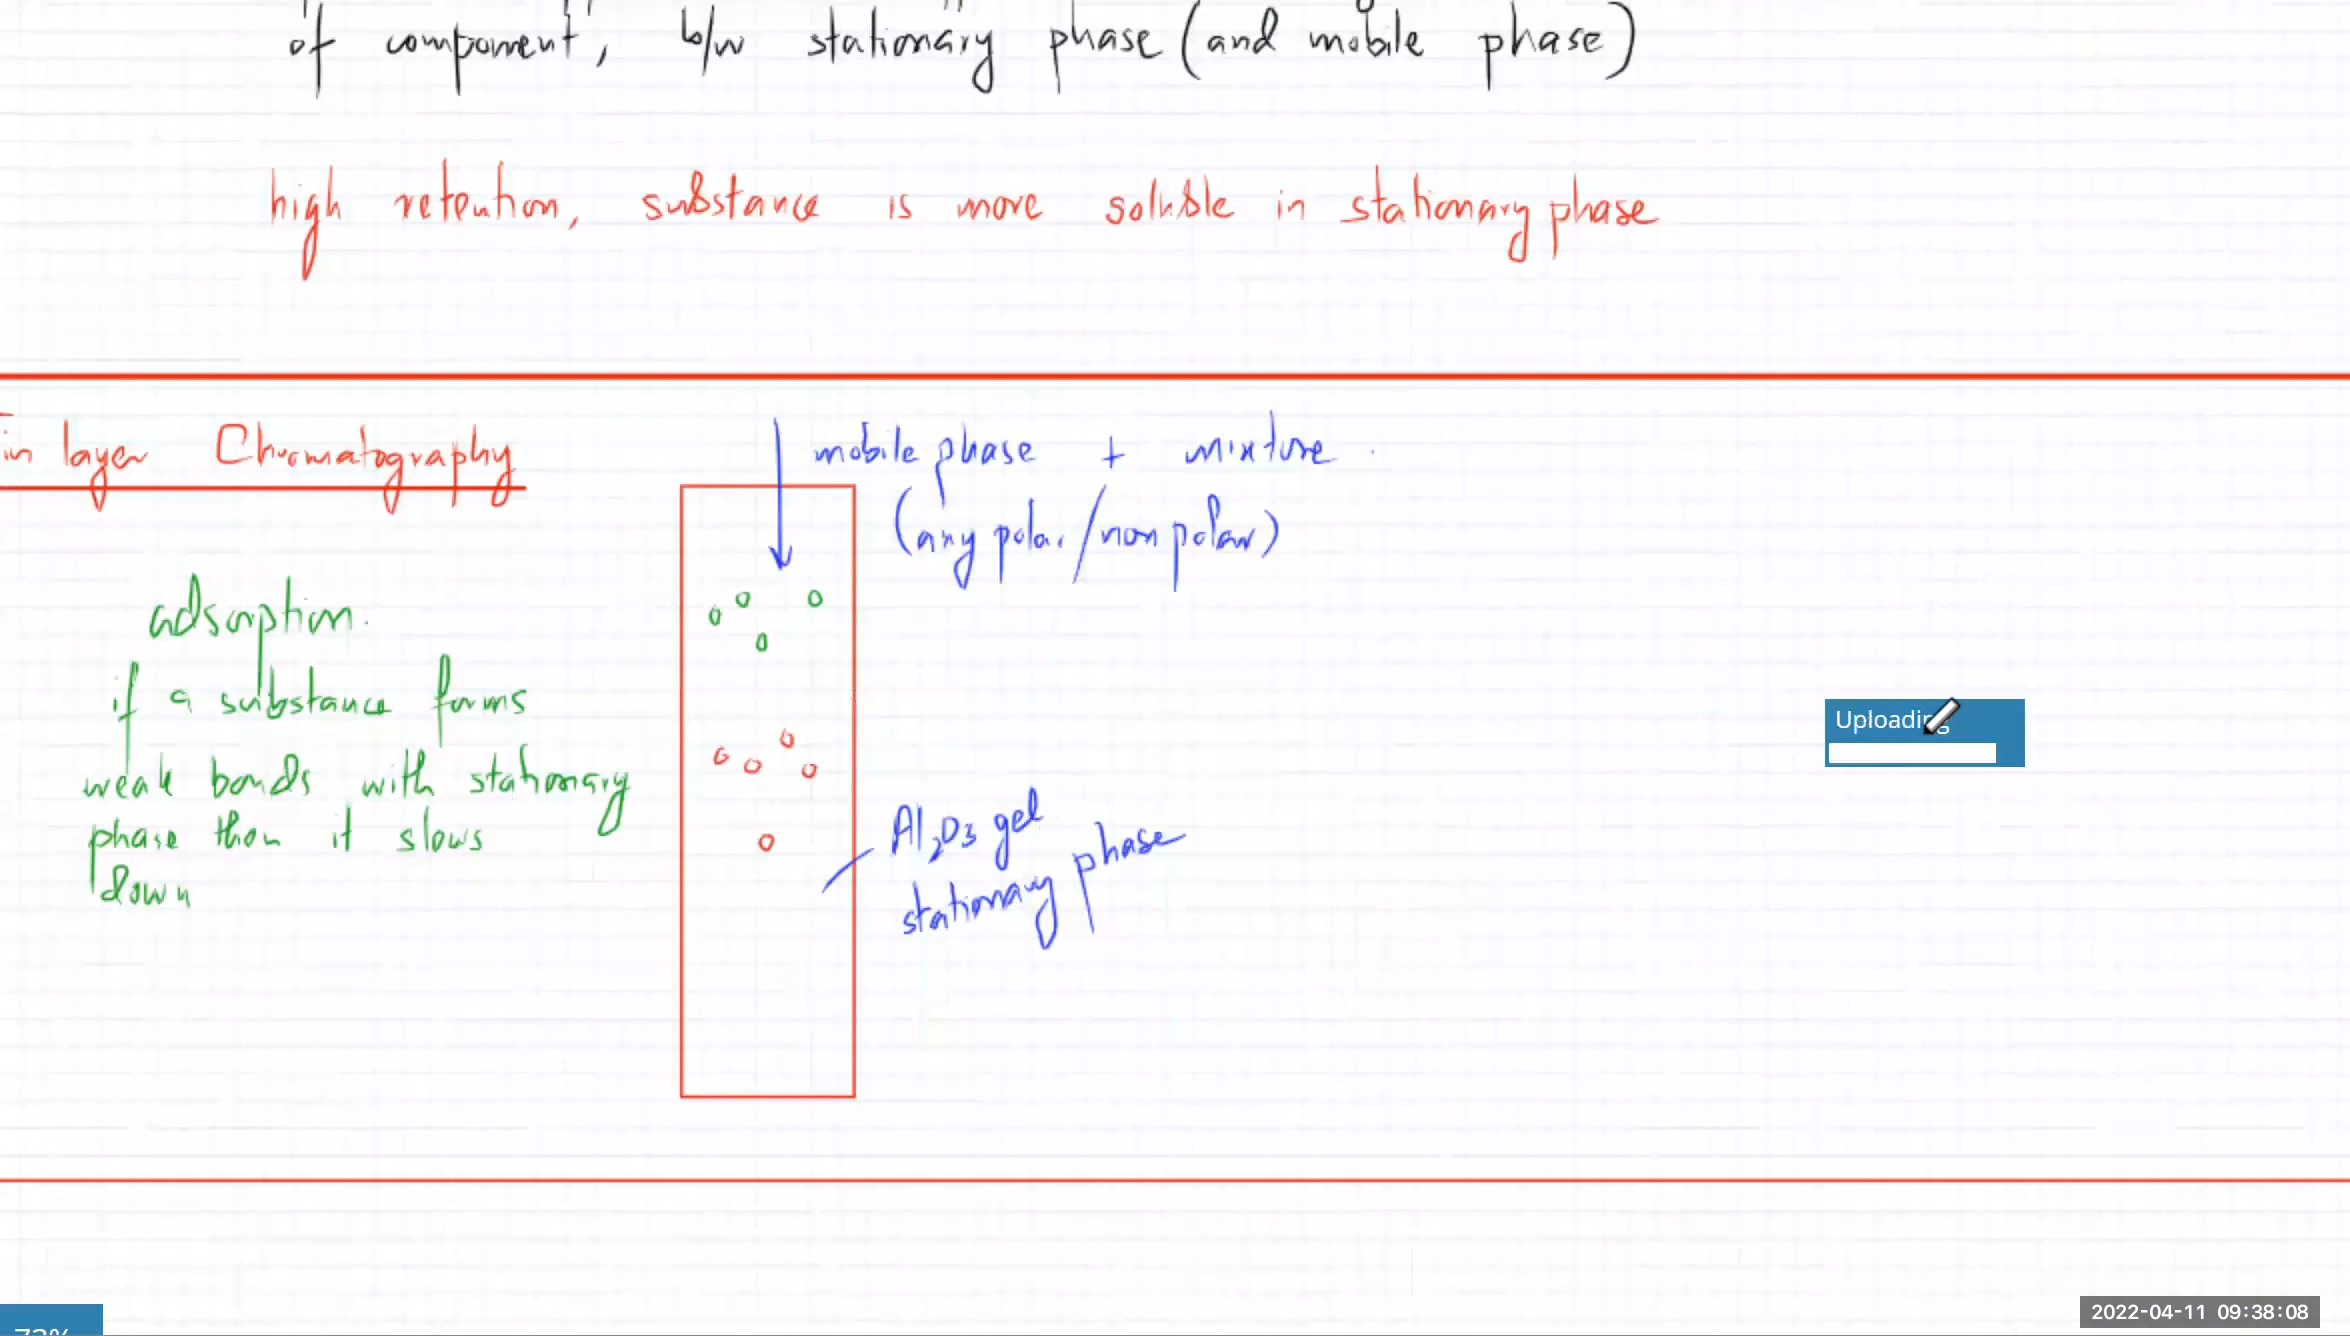 of component, b/w stationary phase (and mobile phase)
high retention, substance is more soluble in stationary phase
in layer Chromatography
mobile phase + mixture
(any polar/non polar)
adsorption.
if a substance forms
weak bonds with stationary
phase then it slows
down
Al2O3 gel
stationary phase
Uploading
2022-04-11 09:38:08